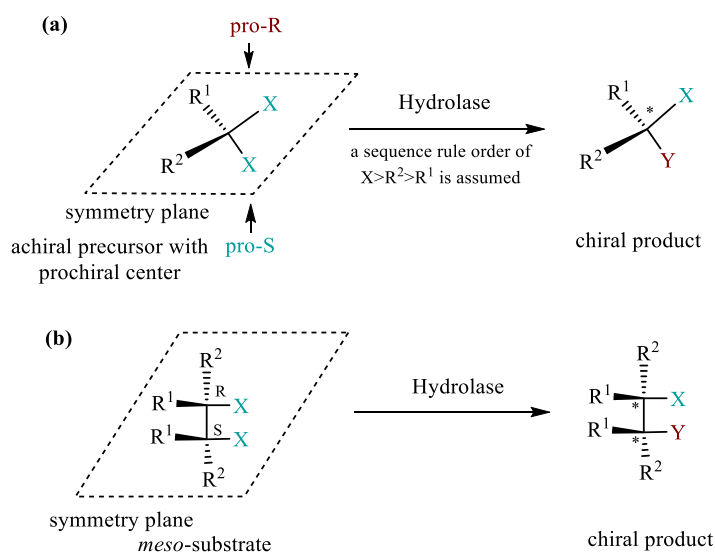 (a)
pro-R
R1
X
R2
X
symmetry plane
achiral precursor with
prochiral center
pro-S
Hydrolase
a sequence rule order of
X>R2>R1 is assumed
R1
X
*
R2
Y
chiral product
(b)
R2
R1
R
X
R1
S
X
R2
symmetry plane
meso-substrate
Hydrolase
R2
R1
X
*
R1
Y
*
R2
chiral product